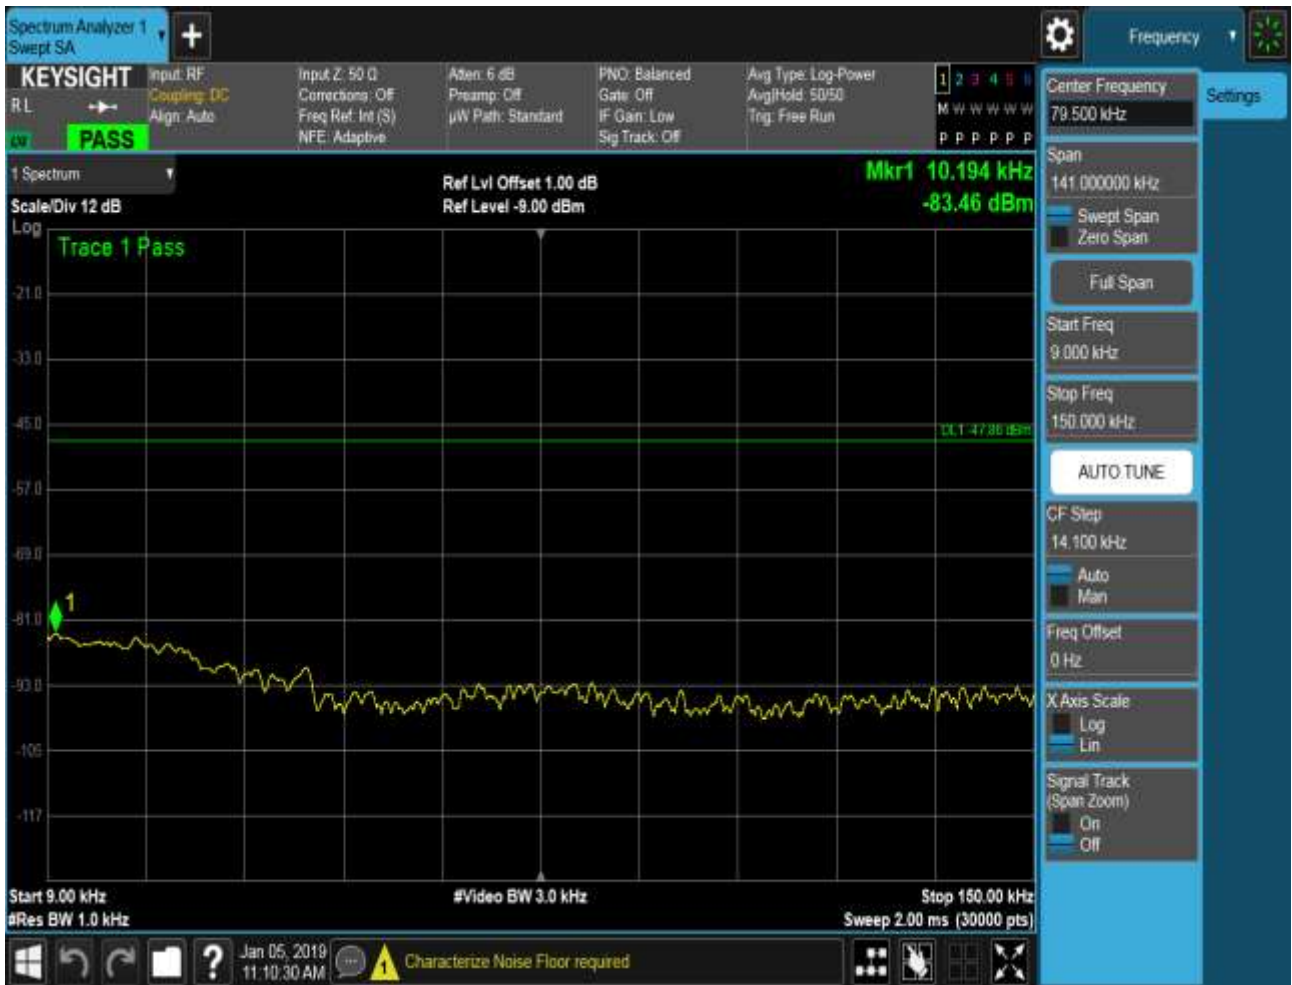 Spectrum Analyzer 1
Swept SA
+
Frequency
KEYSIGHT
R L
PASS
Input: RF
Coupling: DC
Align: Auto
Input Z: 50 Ω
Corrections: Off
Freq Ref: Int (S)
NFE: Adaptive
Atten: 6 dB
Preamp: Off
µW Path: Standard
PNO: Balanced
Gate: Off
IF Gain: Low
Sig Track: Off
Avg Type: Log-Power
Avg|Hold: 50/50
Trig: Free Run
1 2 3 4 5 6
M W W W W W
P P P P P P
1 Spectrum
Scale/Div 12 dB
Log
Ref Lvl Offset 1.00 dB
Ref Level -9.00 dBm
Mkr1 10.194 kHz
-83.46 dBm
Trace 1 Pass
-21.0
-33.0
-45.0
DL1 -47.86 dBm
-57.0
-69.0
1
-81.0
-93.0
-105
-117
Start 9.00 kHz
#Video BW 3.0 kHz
Stop 150.00 kHz
#Res BW 1.0 kHz
Sweep 2.00 ms (30000 pts)
?
Jan 05, 2019
11:10:30 AM
1
Characterize Noise Floor required
Center Frequency
79.500 kHz
Settings
Span
141.000000 kHz
Swept Span
Zero Span
Full Span
Start Freq
9.000 kHz
Stop Freq
150.000 kHz
AUTO TUNE
CF Step
14.100 kHz
Auto
Man
Freq Offset
0 Hz
X Axis Scale
Log
Lin
Signal Track
(Span Zoom)
On
Off